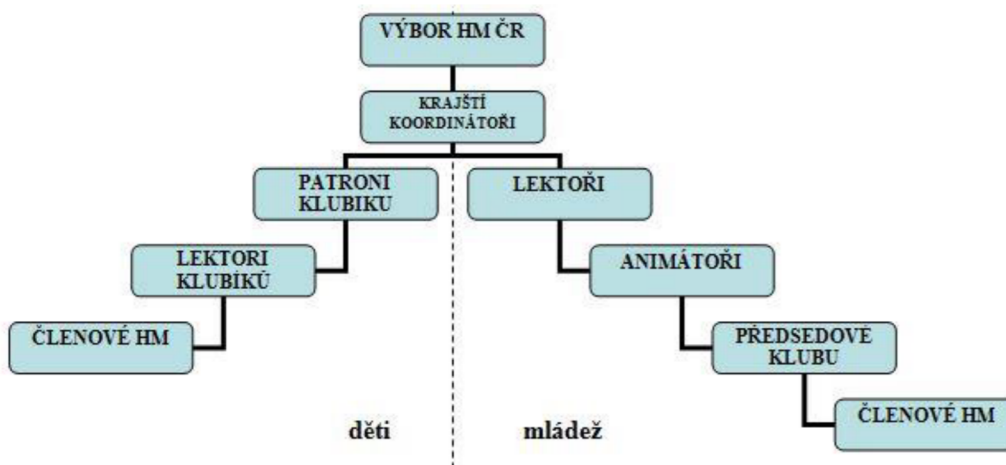 VÝBOR HM ČR
KRAJŠTÍ
KOORDINÁTOŘI
PATRONI
KLUBIKU
LEKTOŘI
LEKTORI
KLUBÍKŮ
ANIMÁTOŘI
ČLENOVÉ HM
PŘEDSEDOVÉ
KLUBU
ČLENOVÉ HM
děti
mládež